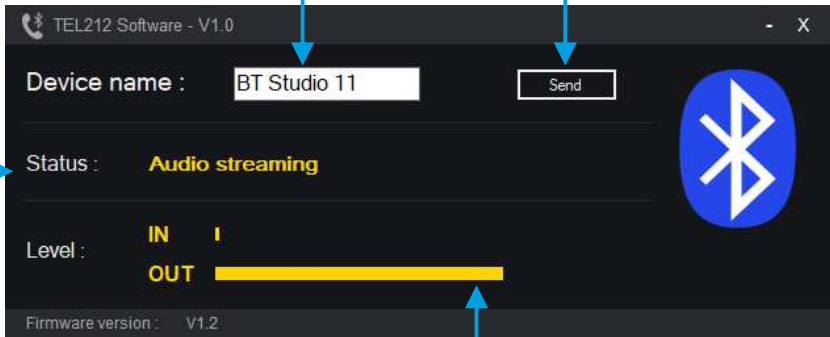 TEL212 Software - V1.0 - X
Device name : BT Studio 11 Send
Status : Audio streaming
Level : IN
OUT
Firmware version : V1.2